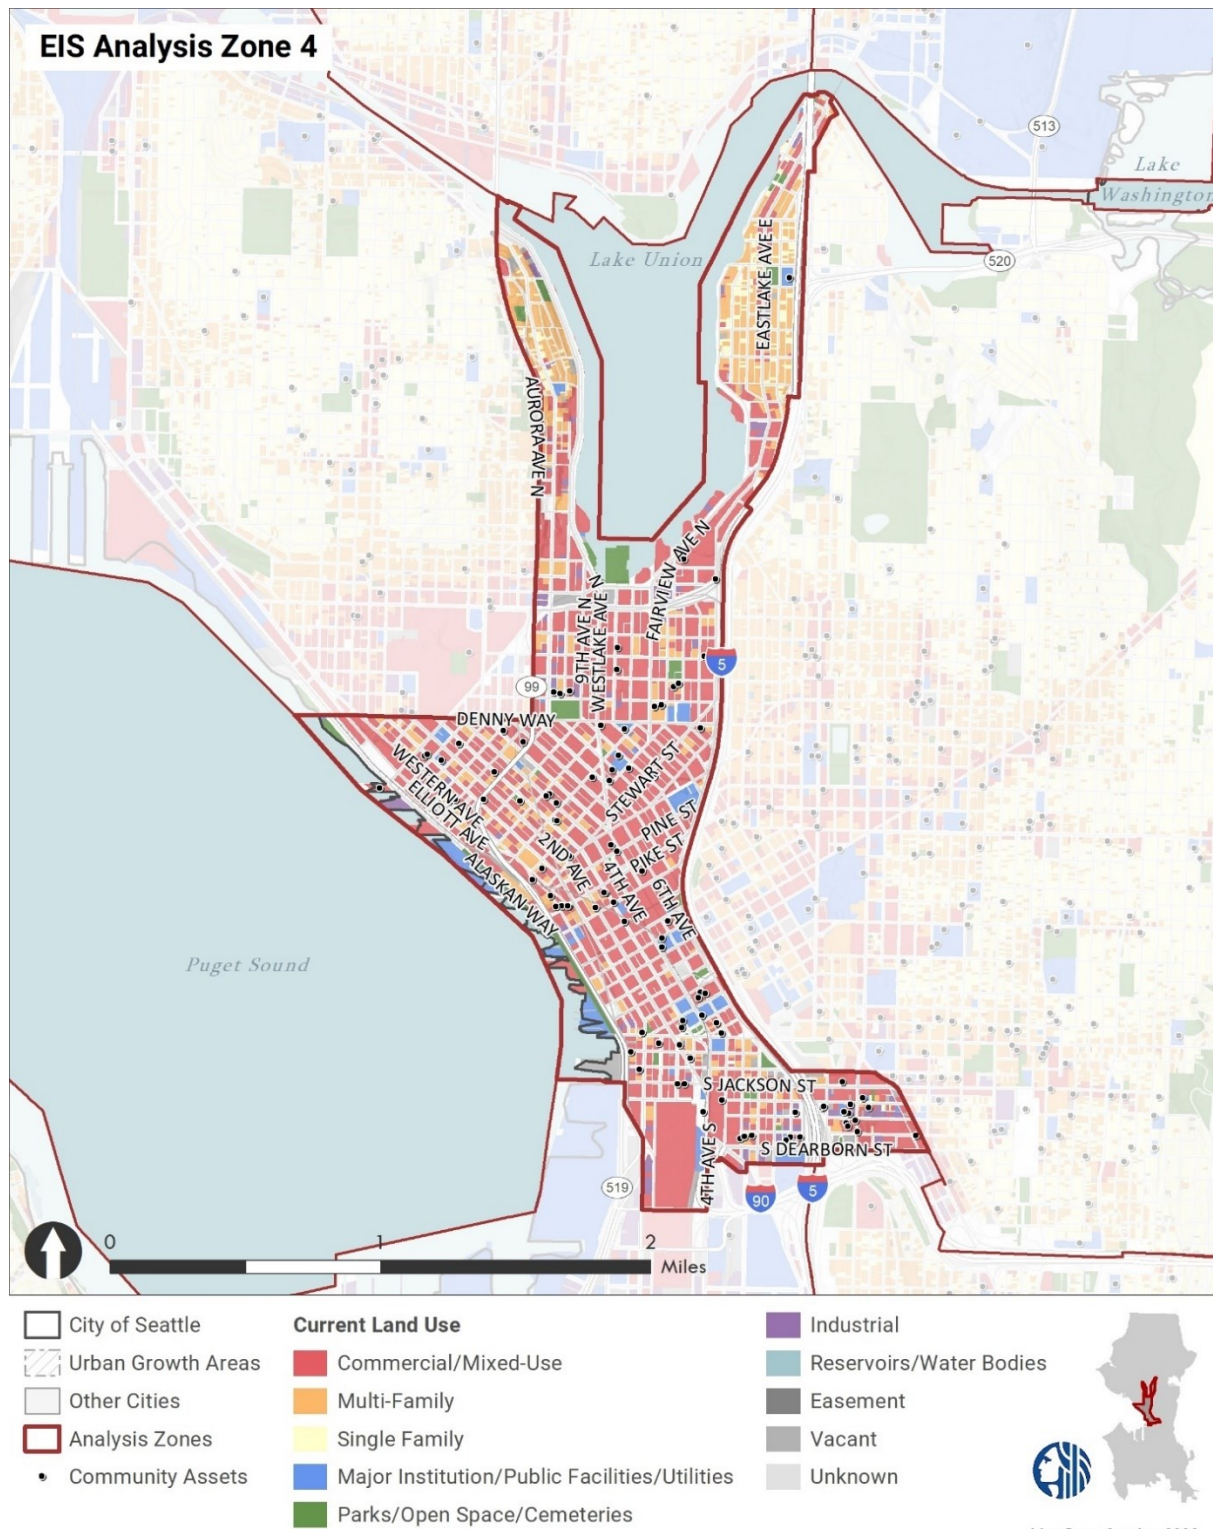 EIS Analysis Zone 4
513
Lake
Washington
Lake Union
520
EASTLAKE AVE E
AURORA AVE N
FAIRVIEW AVE N
9TH AVE N
WESTLAKE AVE N
5
99
DENNY WAY
WESTERN AVE
ELLIOTT AVE
STEWART ST
PINE ST
PIKE ST
2ND AVE
4TH AVE
6TH AVE
ALASKAN WAY
Puget Sound
S JACKSON ST
S DEARBORN ST
4TH AVE S
519
90
5
0 1 2
Miles
City of Seattle
Urban Growth Areas
Other Cities
Analysis Zones
Community Assets
Current Land Use
Commercial/Mixed-Use
Multi-Family
Single Family
Major Institution/Public Facilities/Utilities
Parks/Open Space/Cemeteries
Industrial
Reservoirs/Water Bodies
Easement
Vacant
Unknown